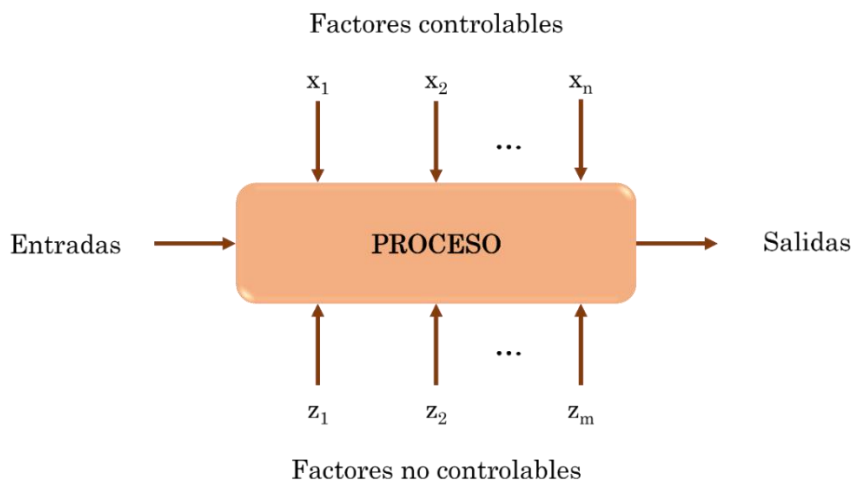 Factores controlables
x₁ x₂ xₙ
...
Entradas PROCESO Salidas
...
z₁ z₂ zₘ
Factores no controlables